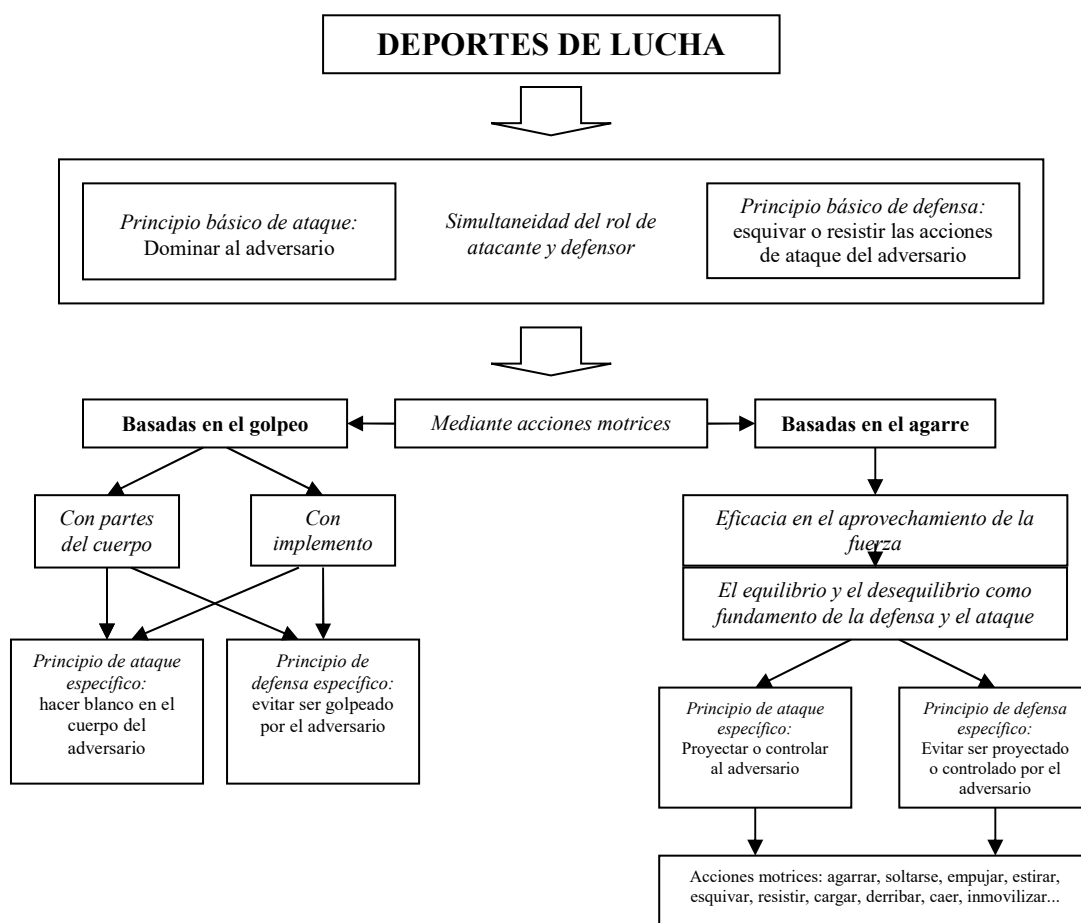 DEPORTES DE LUCHA
Principio básico de ataque:
Dominar al adversario
Simultaneidad del rol de
atacante y defensor
Principio básico de defensa:
esquivar o resistir las acciones
de ataque del adversario
Basadas en el golpeo
Mediante acciones motrices
Basadas en el agarre
Con partes
del cuerpo
Con
implemento
Eficacia en el aprovechamiento de la
fuerza
El equilibrio y el desequilibrio como
fundamento de la defensa y el ataque
Principio de ataque
específico:
hacer blanco en el
cuerpo del
adversario
Principio de
defensa específico:
evitar ser golpeado
por el adversario
Principio de ataque
específico:
Proyectar o controlar
al adversario
Principio de defensa
específico:
Evitar ser proyectado
o controlado por el
adversario
Acciones motrices: agarrar, soltarse, empujar, estirar,
esquivar, resistir, cargar, derribar, caer, inmovilizar...